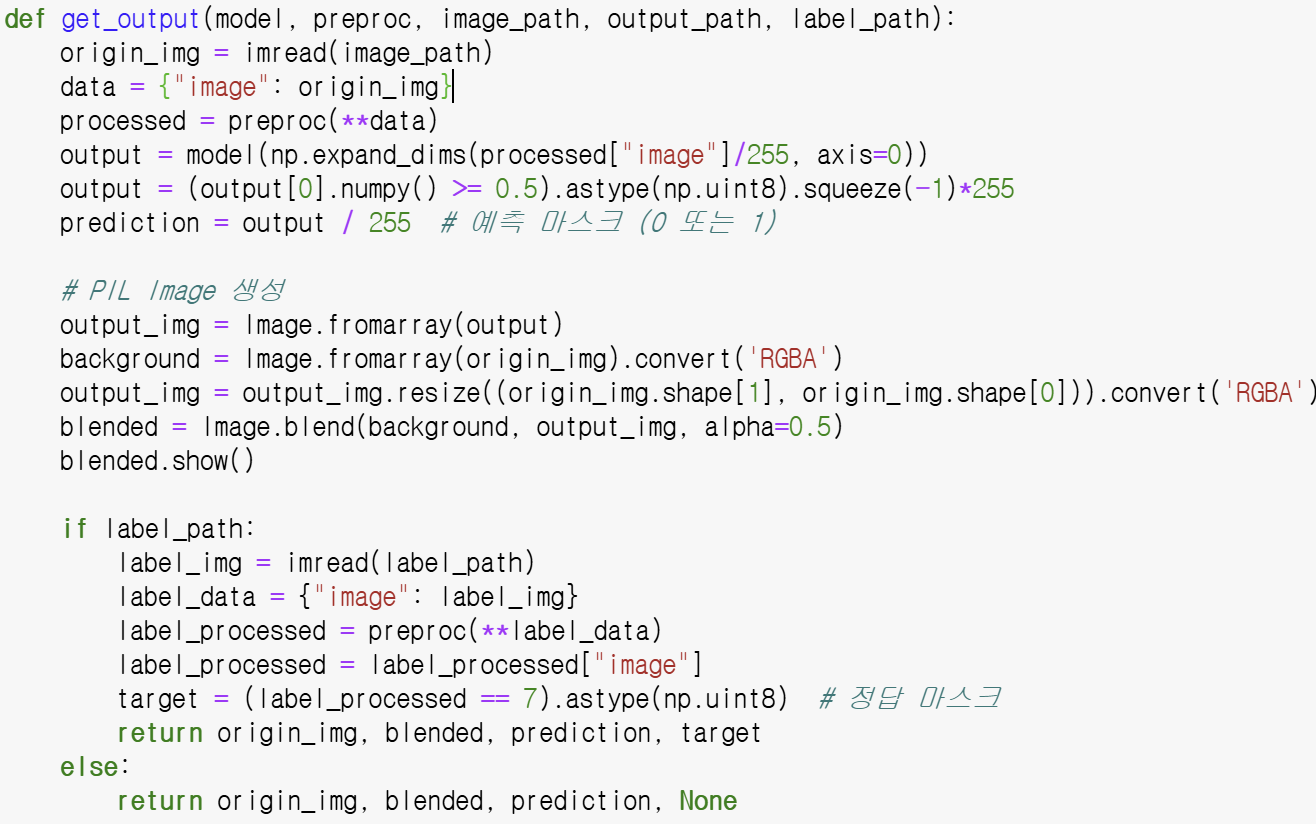 def get_output(model, preproc, image_path, output_path, label_path):
    origin_img = imread(image_path)
    data = {"image": origin_img}
    processed = preproc(**data)
    output = model(np.expand_dims(processed["image"]/255, axis=0))
    output = (output[0].numpy() >= 0.5).astype(np.uint8).squeeze(-1)*255
    prediction = output / 255  # 예측 마스크 (0 또는 1)

    # PIL Image 생성
    output_img = Image.fromarray(output)
    background = Image.fromarray(origin_img).convert('RGBA')
    output_img = output_img.resize((origin_img.shape[1], origin_img.shape[0])).convert('RGBA')
    blended = Image.blend(background, output_img, alpha=0.5)
    blended.show()

    if label_path:
        label_img = imread(label_path)
        label_data = {"image": label_img}
        label_processed = preproc(**label_data)
        label_processed = label_processed["image"]
        target = (label_processed == 7).astype(np.uint8)  # 정답 마스크
        return origin_img, blended, prediction, target
    else:
        return origin_img, blended, prediction, None